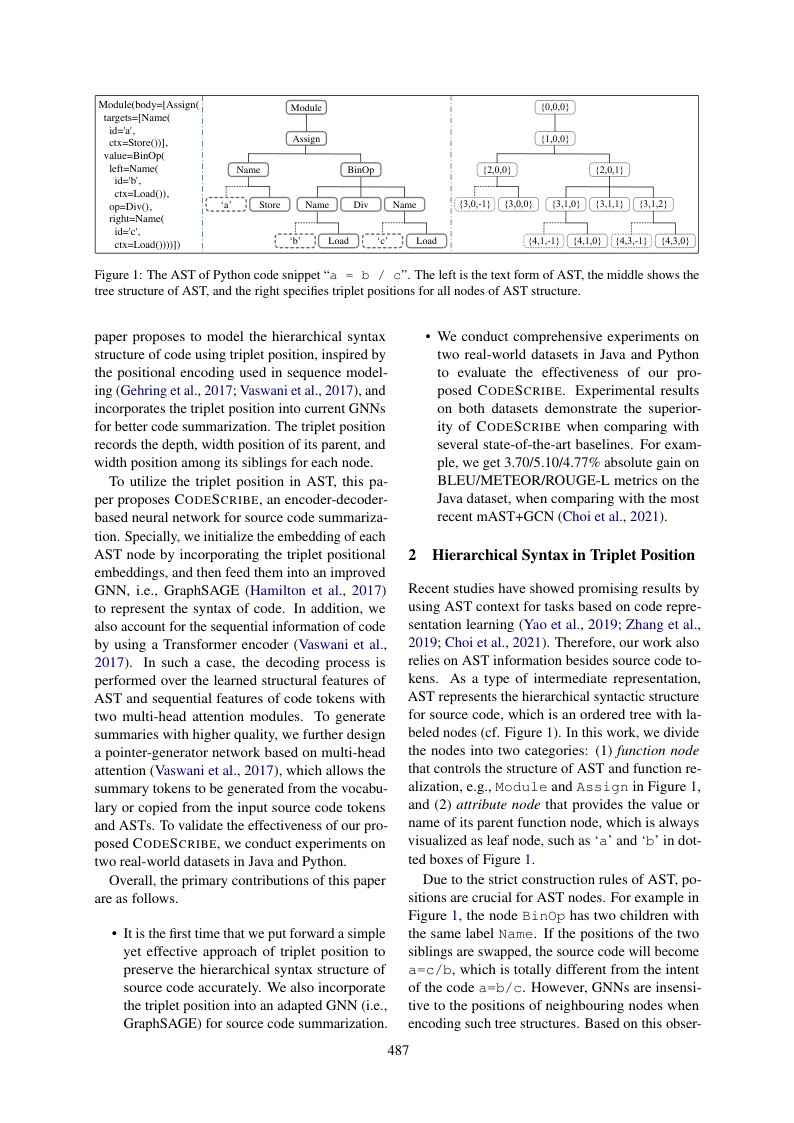 Module(body=[Assign(
targets=[Name(
id='a',
ctx=Store())],
value=BinOp(
left=Name(
id='b',
ctx=Load()),
op=Div(),
right=Name(
id='c',
ctx=Load())))])
Module
Assign
Name BinOp
‘a’ Store Name Div Name
‘b’ Load ‘c’ Load
{0,0,0}
{1,0,0}
{2,0,0} {2,0,1}
{3,0,-1} {3,0,0} {3,1,0} {3,1,1} {3,1,2}
{4,1,-1} {4,1,0} {4,3,-1} {4,3,0}
Figure 1: The AST of Python code snippet “a = b / c”. The left is the text form of AST, the middle shows the
tree structure of AST, and the right specifies triplet positions for all nodes of AST structure.
paper proposes to model the hierarchical syntax
structure of code using triplet position, inspired by
the positional encoding used in sequence model-
ing (Gehring et al., 2017; Vaswani et al., 2017), and
incorporates the triplet position into current GNNs
for better code summarization. The triplet position
records the depth, width position of its parent, and
width position among its siblings for each node.
To utilize the triplet position in AST, this pa-
per proposes CODESCRIBE, an encoder-decoder-
based neural network for source code summariza-
tion. Specially, we initialize the embedding of each
AST node by incorporating the triplet positional
embeddings, and then feed them into an improved
GNN, i.e., GraphSAGE (Hamilton et al., 2017)
to represent the syntax of code. In addition, we
also account for the sequential information of code
by using a Transformer encoder (Vaswani et al.,
2017). In such a case, the decoding process is
performed over the learned structural features of
AST and sequential features of code tokens with
two multi-head attention modules. To generate
summaries with higher quality, we further design
a pointer-generator network based on multi-head
attention (Vaswani et al., 2017), which allows the
summary tokens to be generated from the vocabu-
lary or copied from the input source code tokens
and ASTs. To validate the effectiveness of our pro-
posed CODESCRIBE, we conduct experiments on
two real-world datasets in Java and Python.
Overall, the primary contributions of this paper
are as follows.
• It is the first time that we put forward a simple
yet effective approach of triplet position to
preserve the hierarchical syntax structure of
source code accurately. We also incorporate
the triplet position into an adapted GNN (i.e.,
GraphSAGE) for source code summarization.
• We conduct comprehensive experiments on
two real-world datasets in Java and Python
to evaluate the effectiveness of our pro-
posed CODESCRIBE. Experimental results
on both datasets demonstrate the superior-
ity of CODESCRIBE when comparing with
several state-of-the-art baselines. For exam-
ple, we get 3.70/5.10/4.77% absolute gain on
BLEU/METEOR/ROUGE-L metrics on the
Java dataset, when comparing with the most
recent mAST+GCN (Choi et al., 2021).
2 Hierarchical Syntax in Triplet Position
Recent studies have showed promising results by
using AST context for tasks based on code repre-
sentation learning (Yao et al., 2019; Zhang et al.,
2019; Choi et al., 2021). Therefore, our work also
relies on AST information besides source code to-
kens. As a type of intermediate representation,
AST represents the hierarchical syntactic structure
for source code, which is an ordered tree with la-
beled nodes (cf. Figure 1). In this work, we divide
the nodes into two categories: (1) function node
that controls the structure of AST and function re-
alization, e.g., Module and Assign in Figure 1,
and (2) attribute node that provides the value or
name of its parent function node, which is always
visualized as leaf node, such as ‘a’ and ‘b’ in dot-
ted boxes of Figure 1.
Due to the strict construction rules of AST, po-
sitions are crucial for AST nodes. For example in
Figure 1, the node BinOp has two children with
the same label Name. If the positions of the two
siblings are swapped, the source code will become
a=c/b, which is totally different from the intent
of the code a=b/c. However, GNNs are insensi-
tive to the positions of neighbouring nodes when
encoding such tree structures. Based on this obser-
487